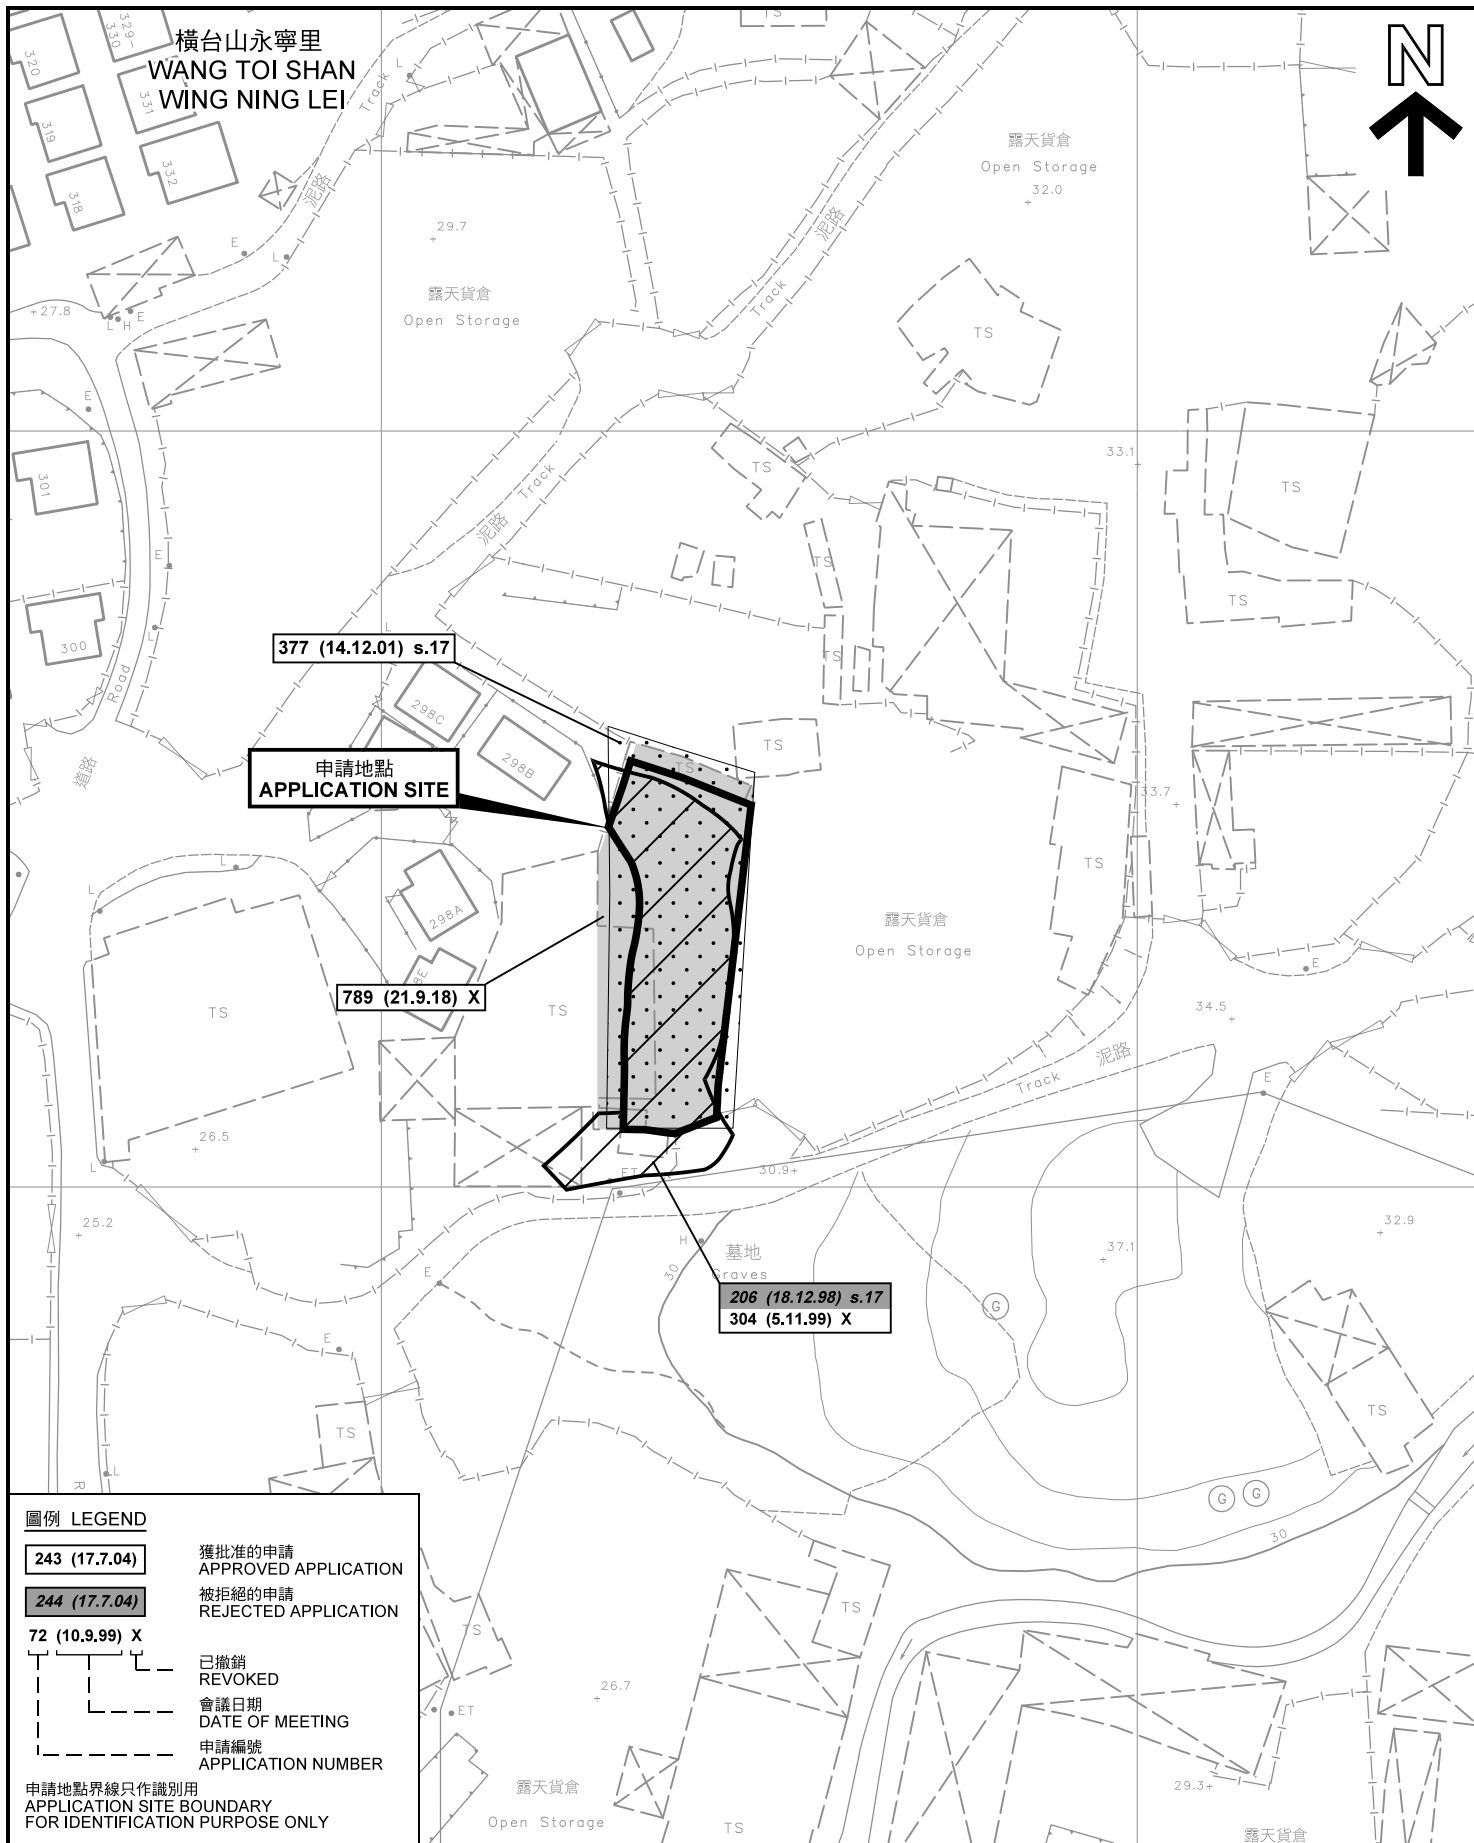 橫台山永寧里
WANG TOI SHAN
WING NING LEI
N
320
329-
330
331
319
332
318
TS
L
Track
泥路
露天貨倉
Open Storage
32.0
29.7
泥路
Track
露天貨倉
Open Storage
E
L
+27.8
L
H
E
TS
E
301
Track
泥路
TS
33.1
TS
E
TS
TS
300
L
Road
道路
L
377 (14.12.01) s.17
TS
298C
298B
TS
TS
申請地點
APPLICATION SITE
33.7
TS
L
L
298A
露天貨倉
Open Storage
789 (21.9.18) X
TS
TS
E
34.5
泥路
Track
E
26.5
L
ET
30.9+
25.2
32.9
37.1
H
墓地
Graves
30
E
206 (18.12.98) s.17
304 (5.11.99) X
G
E
TS
TS
L
R
G
G
30
圖例 LEGEND
243 (17.7.04)
獲批准的申請
APPROVED APPLICATION
244 (17.7.04)
被拒絕的申請
REJECTED APPLICATION
72 (10.9.99) X
已撤銷
REVOKED
會議日期
DATE OF MEETING
申請編號
APPLICATION NUMBER
申請地點界線只作識別用
APPLICATION SITE BOUNDARY
FOR IDENTIFICATION PURPOSE ONLY
TS
TS
26.7
ET
露天貨倉
Open Storage
TS
29.3+
露天貨倉